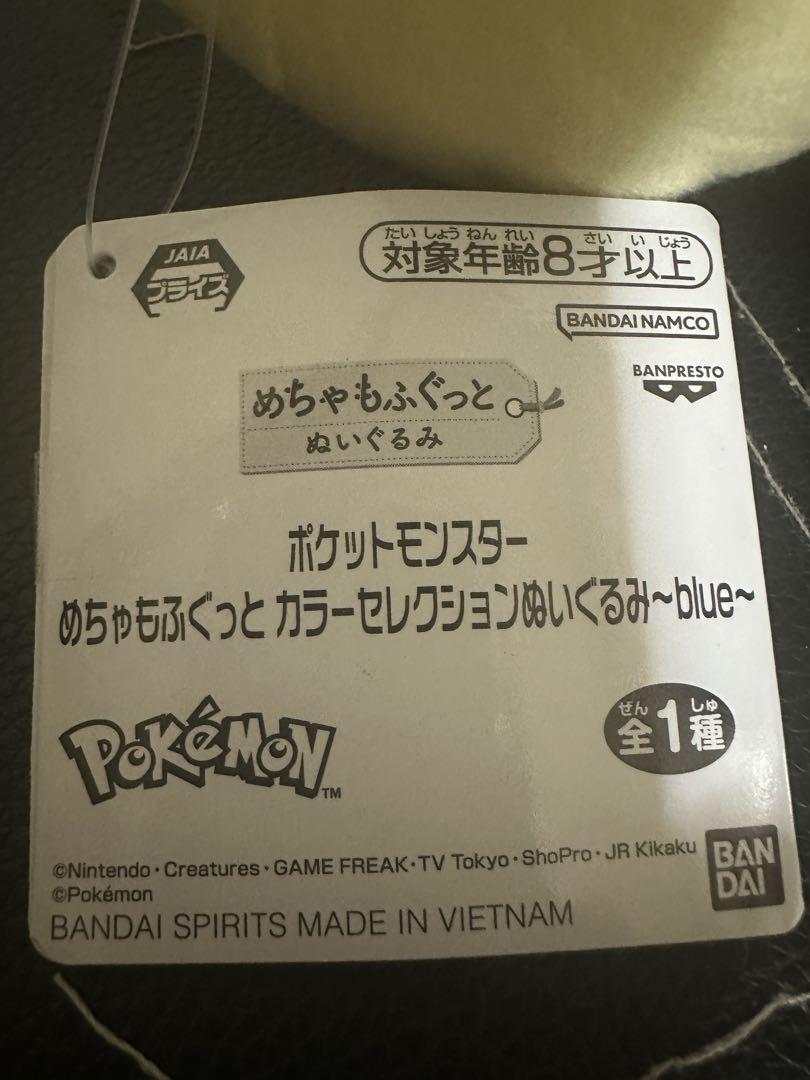 JAIA
プライズ
たいしょうねんれい さいいじょう
対象年齢8才以上
BANDAI NAMCO
BANPRESTO
めちゃもふぐっと
ぬいぐるみ
ポケットモンスター
めちゃもふぐっと カラーセレクションぬいぐるみ~blue~
POKéMON™
ぜん しゅ
全1種
©Nintendo・Creatures・GAME FREAK・TV Tokyo・ShoPro・JR Kikaku
©Pokémon
BANDAI SPIRITS MADE IN VIETNAM
BAN
DAI